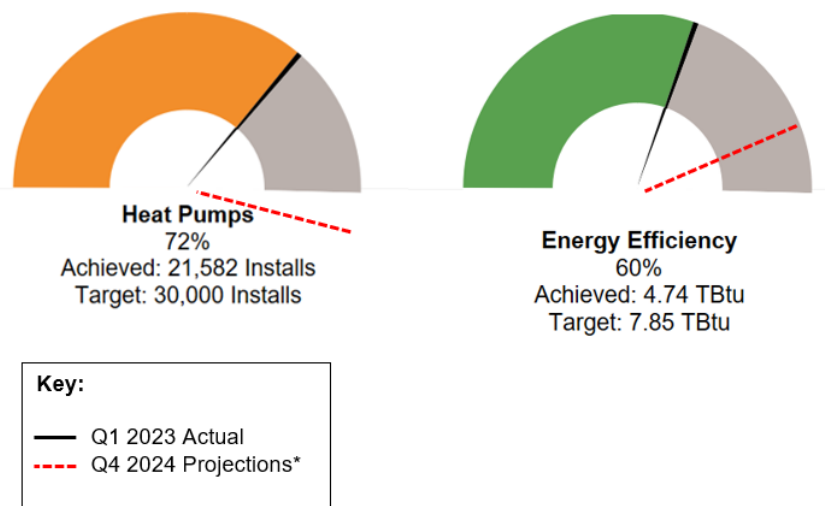 Heat Pumps
72%
Achieved: 21,582 Installs
Target: 30,000 Installs
Energy Efficiency
60%
Achieved: 4.74 TBtu
Target: 7.85 TBtu
Key:
Q1 2023 Actual
Q4 2024 Projections*